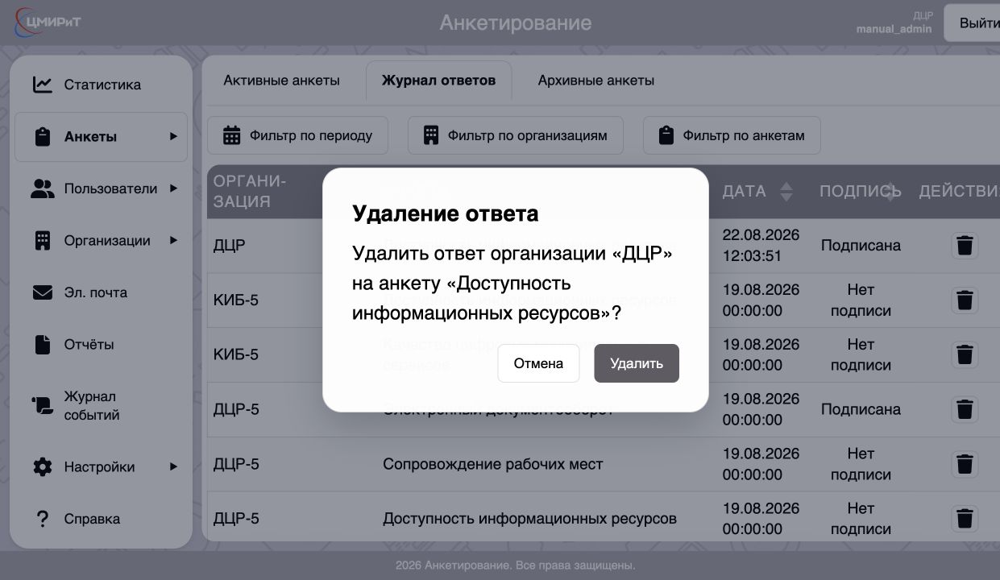 ЦМИРиТ
Анкетирование
ДЦР
manual_admin
Выйти
Статистика
Анкеты
Пользователи
Организации
Эл. почта
Отчёты
Журнал
событий
Настройки
Справка
Активные анкеты
Журнал ответов
Архивные анкеты
Фильтр по периоду
Фильтр по организациям
Фильтр по анкетам
ОРГАНИ-
ЗАЦИЯ
ДАТА
ПОДПИСЬ
ДЕЙСТВИ
ДЦР
22.08.2026
12:03:51
Подписана
КИБ-5
Доступность информационных ресурсов
19.08.2026
00:00:00
Нет
подписи
КИБ-5
19.08.2026
00:00:00
Нет
подписи
ДЦР-5
Электронный документооборот
19.08.2026
00:00:00
Подписана
ДЦР-5
Сопровождение рабочих мест
19.08.2026
00:00:00
Нет
подписи
ДЦР-5
Доступность информационных ресурсов
19.08.2026
00:00:00
Нет
подписи
Удаление ответа
Удалить ответ организации «ДЦР»
на анкету «Доступность
информационных ресурсов»?
Отмена
Удалить
2026 Анкетирование. Все права защищены.